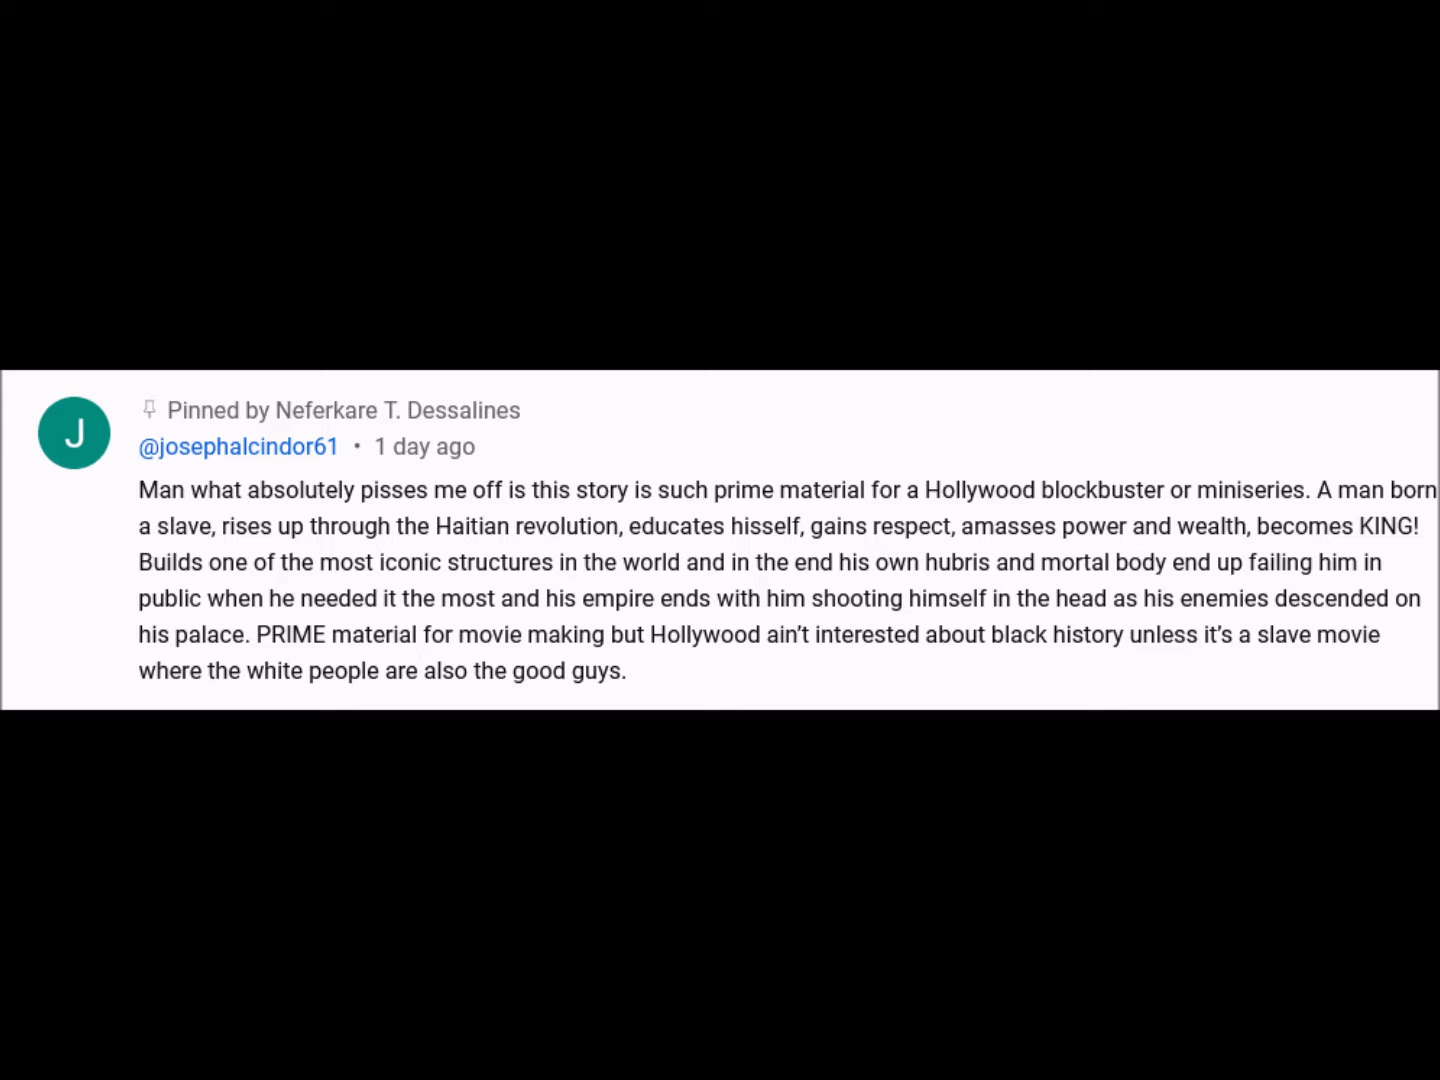 J
Pinned by Neferkare T. Dessalines
@josephalcindor61 • 1 day ago
Man what absolutely pisses me off is this story is such prime material for a Hollywood blockbuster or miniseries. A man born
a slave, rises up through the Haitian revolution, educates hisself, gains respect, amasses power and wealth, becomes KING!
Builds one of the most iconic structures in the world and in the end his own hubris and mortal body end up failing him in
public when he needed it the most and his empire ends with him shooting himself in the head as his enemies descended on
his palace. PRIME material for movie making but Hollywood ain’t interested about black history unless it’s a slave movie
where the white people are also the good guys.